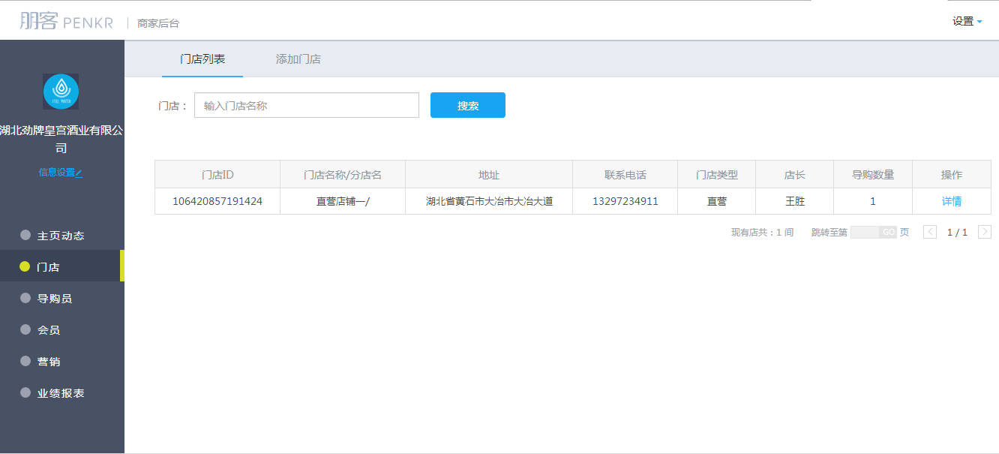 朋客 PENKR | 商家后台
设置
STILL WATER
湖北劲牌皇宫酒业有限公
司
信息设置
主页动态
门店
导购员
会员
营销
业绩报表
门店列表 添加门店
门店： 输入门店名称 搜索
门店ID 门店名称/分店名 地址 联系电话 门店类型 店长 导购数量 操作
106420857191424 直营店铺一/ 湖北省黄石市大冶市大冶大道 13297234911 直营 王胜 1 详情
现有店共：1 间 跳转至第 GO 页 < 1 / 1 >